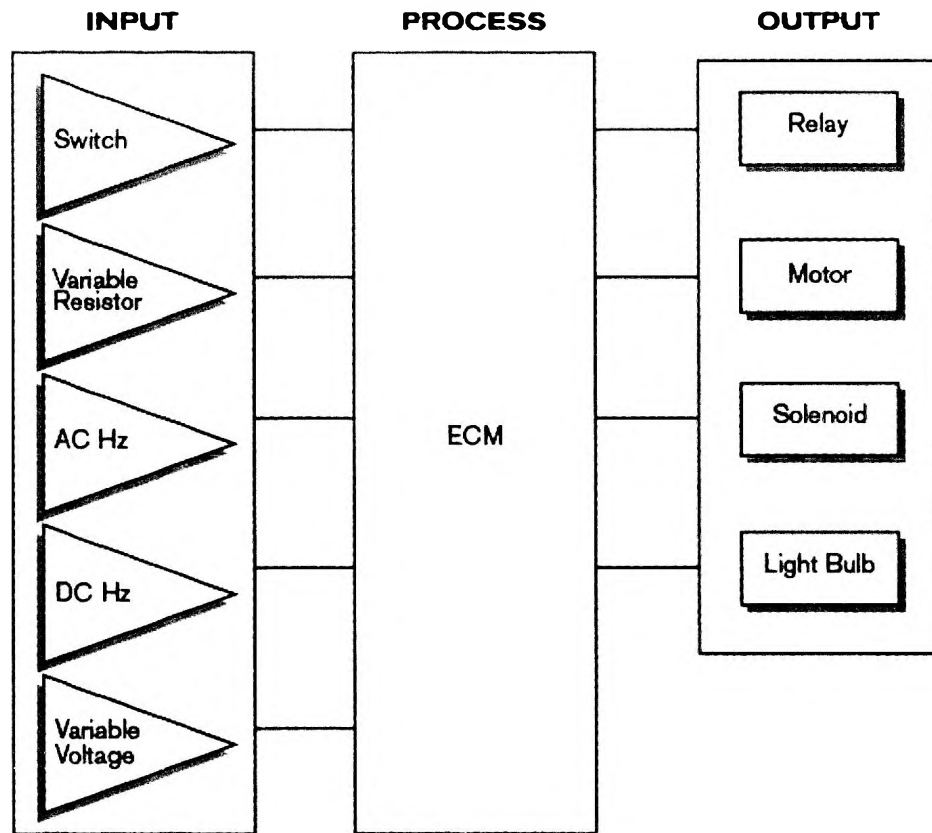 INPUT
PROCESS
OUTPUT
Switch
Variable
Resistor
AC Hz
DC Hz
Variable
Voltage
ECM
Relay
Motor
Solenoid
Light Bulb